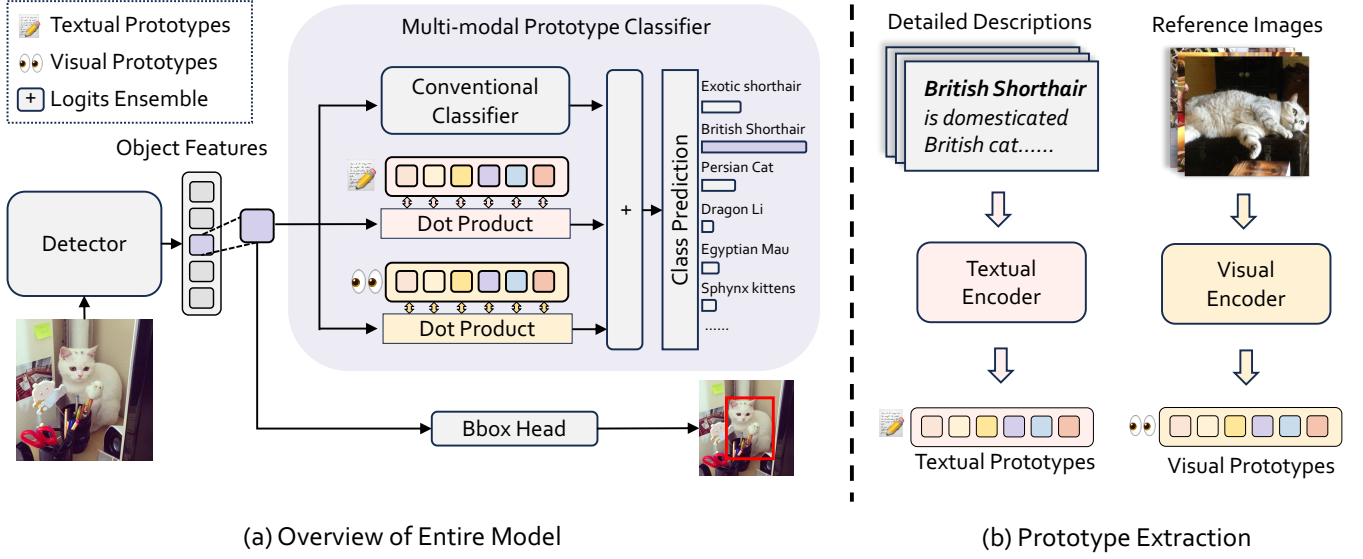 Textual Prototypes
Visual Prototypes
+ Logits Ensemble
Multi-modal Prototype Classifier
Object Features
Detector
Conventional
Classifier
Dot Product
Dot Product
+
Class Prediction
Exotic shorthair
British Shorthair
Persian Cat
Dragon Li
Egyptian Mau
Sphynx kittens
......
Bbox Head
(a) Overview of Entire Model
Detailed Descriptions
British Shorthair
is domesticated
British cat......
Textual
Encoder
Textual Prototypes
Reference Images
Visual
Encoder
Visual Prototypes
(b) Prototype Extraction